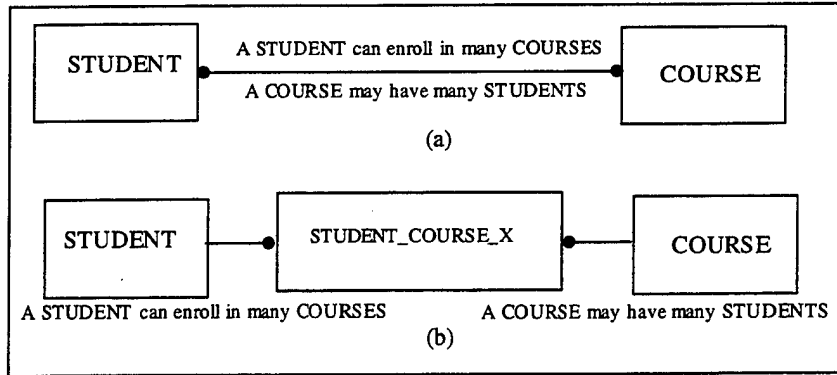 A STUDENT can enroll in many COURSES
STUDENT
COURSE
A COURSE may have many STUDENTS
(a)
STUDENT
STUDENT_COURSE_X
COURSE
A STUDENT can enroll in many COURSES
A COURSE may have many STUDENTS
(b)